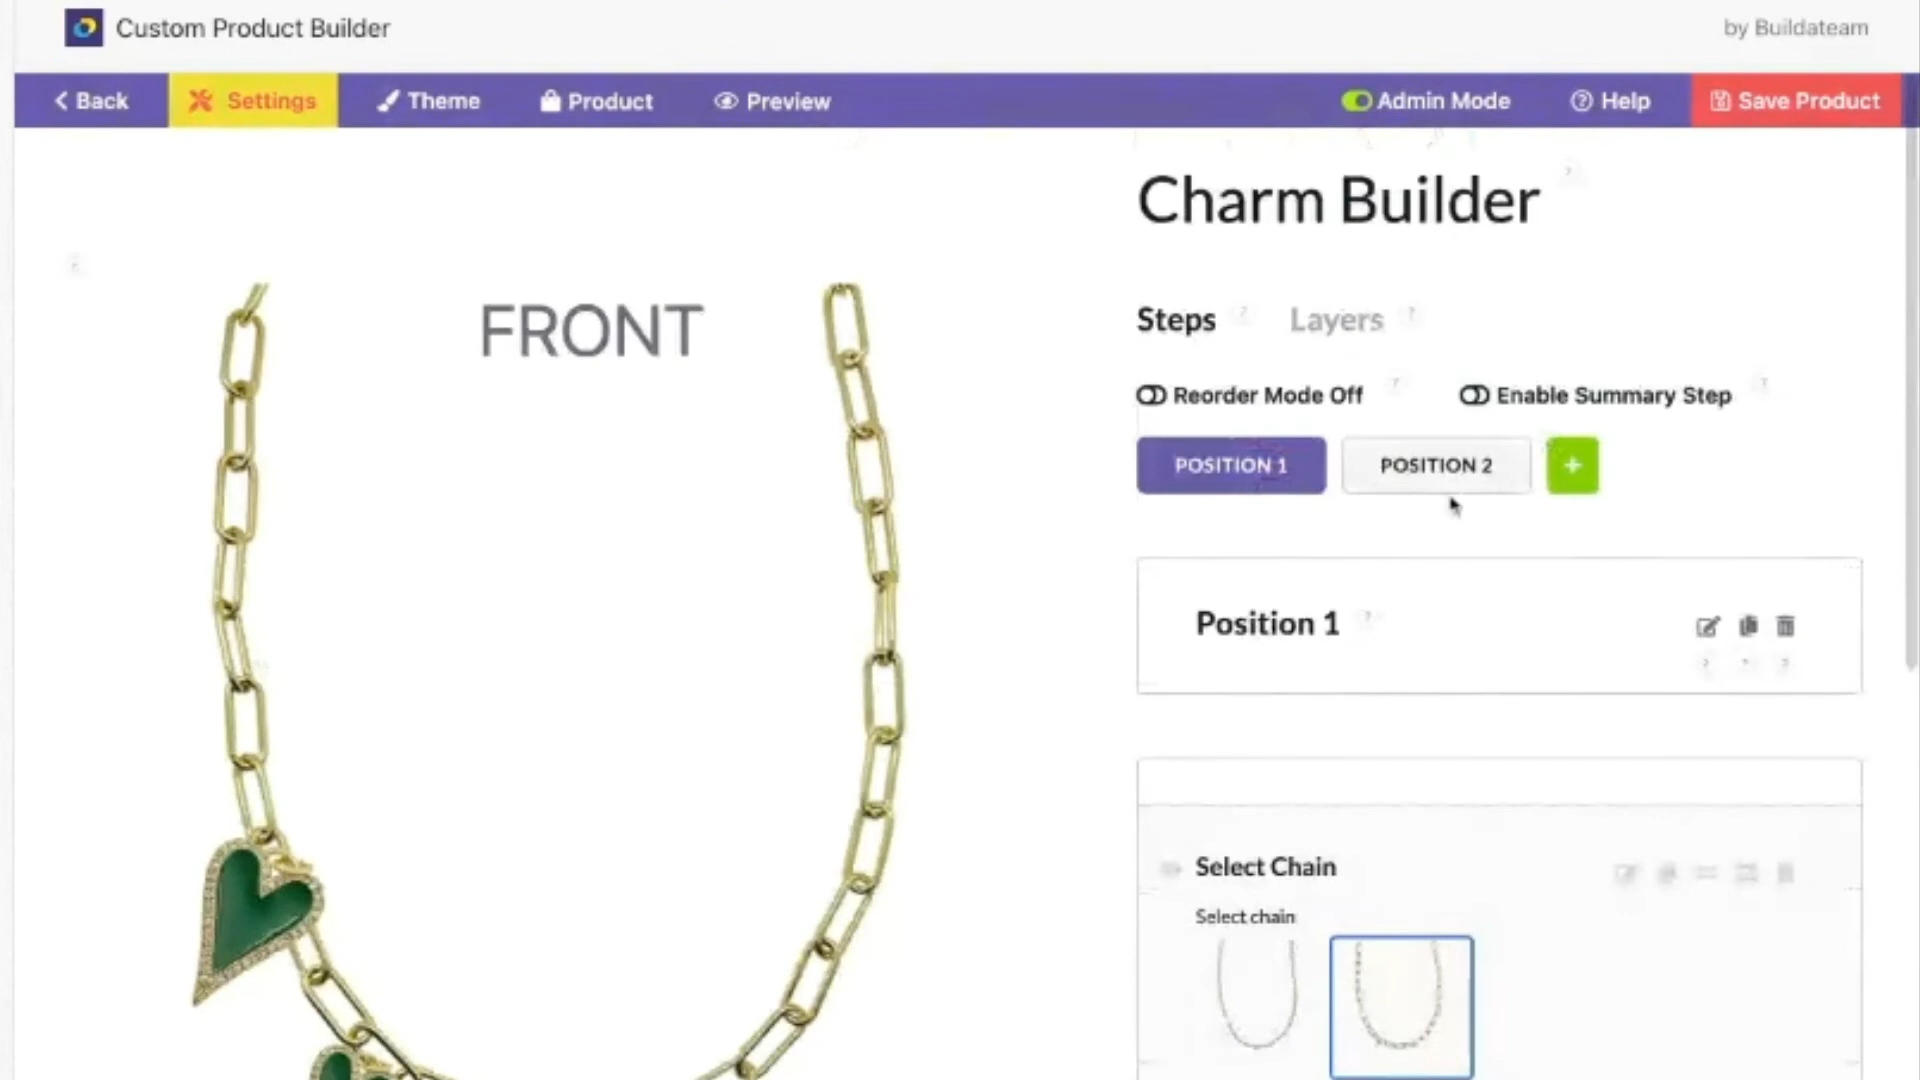 Custom Product Builder
by Buildateam
Back
Settings
Theme
Product
Preview
Admin Mode
Help
Save Product
Charm Builder
FRONT
Steps
Layers
Reorder Mode Off
Enable Summary Step
POSITION 1
POSITION 2
+
Position 1
Select Chain
Select chain